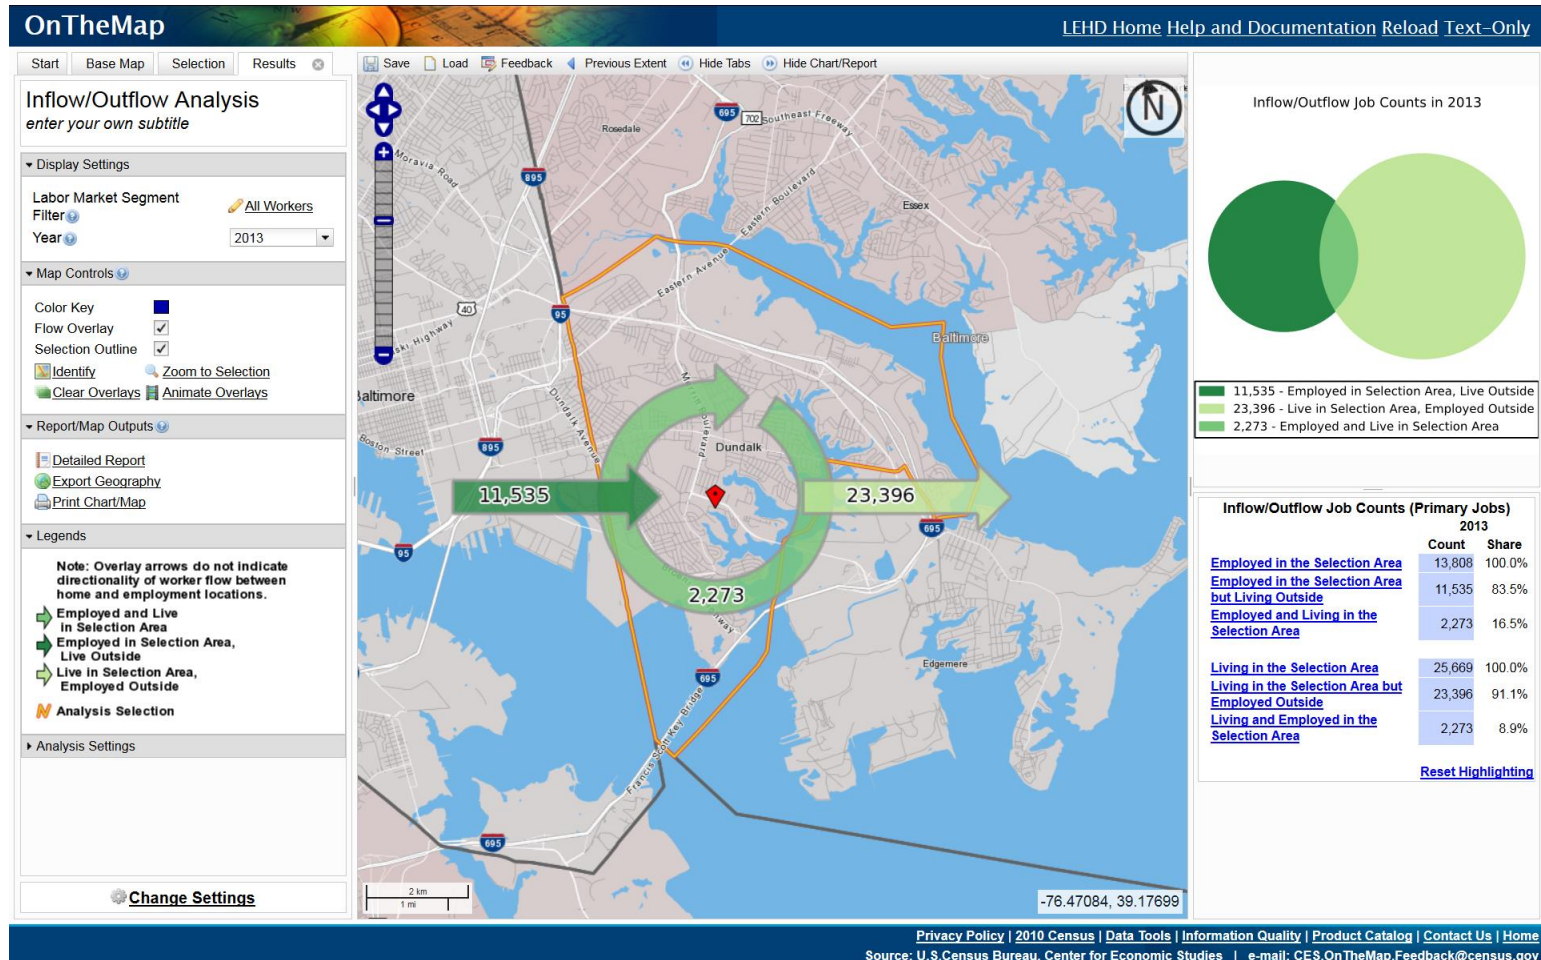 OnTheMap
LEHD Home Help and Documentation Reload Text-Only
Start Base Map Selection Results
Save Load Feedback Previous Extent Hide Tabs Hide Chart/Report
Inflow/Outflow Analysis
enter your own subtitle
Display Settings
Labor Market Segment
Filter
All Workers
Year
2013
Map Controls
Color Key
Flow Overlay
Selection Outline
Identify Zoom to Selection
Clear Overlays Animate Overlays
Report/Map Outputs
Detailed Report
Export Geography
Print Chart/Map
Legends
Note: Overlay arrows do not indicate
directionality of worker flow between
home and employment locations.
Employed and Live
in Selection Area
Employed in Selection Area,
Live Outside
Live in Selection Area,
Employed Outside
Analysis Selection
Analysis Settings
Change Settings
N
695
702
Southeast Freeway
Rosedale
Moravia Road
895
Eastern Boulevard
Essex
Eastern Avenue
40
95
Highway
Baltimore
altimore
Dundalk Avenue
Boston Street
895
Dundalk
11,535
23,396
695
95
2,273
Edgemere
695
Francis Scott Key Bridge
695
2 km
1 mi
-76.47084, 39.17699
Inflow/Outflow Job Counts in 2013
11,535 - Employed in Selection Area, Live Outside
23,396 - Live in Selection Area, Employed Outside
2,273 - Employed and Live in Selection Area
Inflow/Outflow Job Counts (Primary Jobs)
2013
Count Share
Employed in the Selection Area 13,808 100.0%
Employed in the Selection Area
but Living Outside 11,535 83.5%
Employed and Living in the
Selection Area 2,273 16.5%
Living in the Selection Area 25,669 100.0%
Living in the Selection Area but
Employed Outside 23,396 91.1%
Living and Employed in the
Selection Area 2,273 8.9%
Reset Highlighting
Privacy Policy | 2010 Census | Data Tools | Information Quality | Product Catalog | Contact Us | Home
Source: U.S.Census Bureau, Center for Economic Studies | e-mail: CES.OnTheMap.Feedback@census.gov